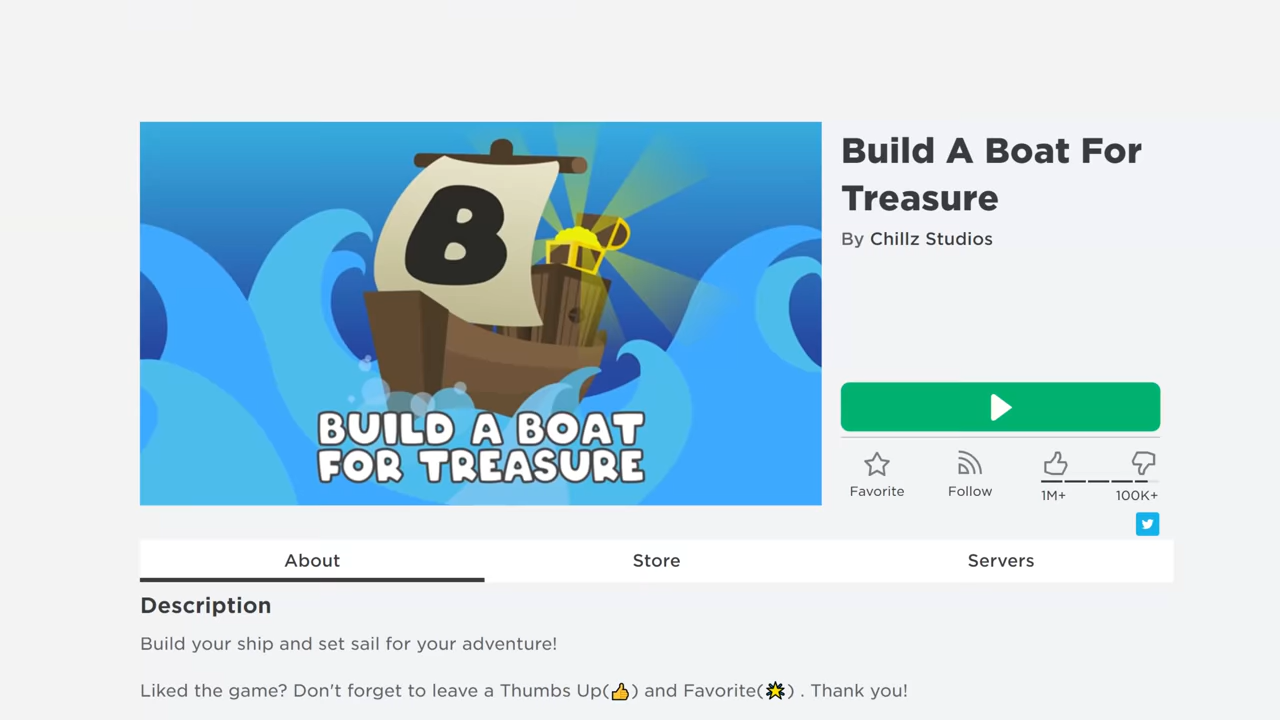 B
BUILD A BOAT
FOR TREASURE
Build A Boat For
Treasure
By Chillz Studios
Favorite
Follow
1M+
100K+
About
Store
Servers
Description
Build your ship and set sail for your adventure!
Liked the game? Don't forget to leave a Thumbs Up(👍) and Favorite(🌟) . Thank you!